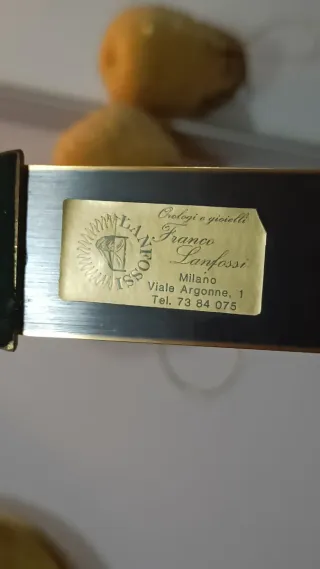 LANFOSSI
Orologi e gioielli
Franco
Lanfossi
Milano
Viale Argonne, 1
Tel. 73 84 075